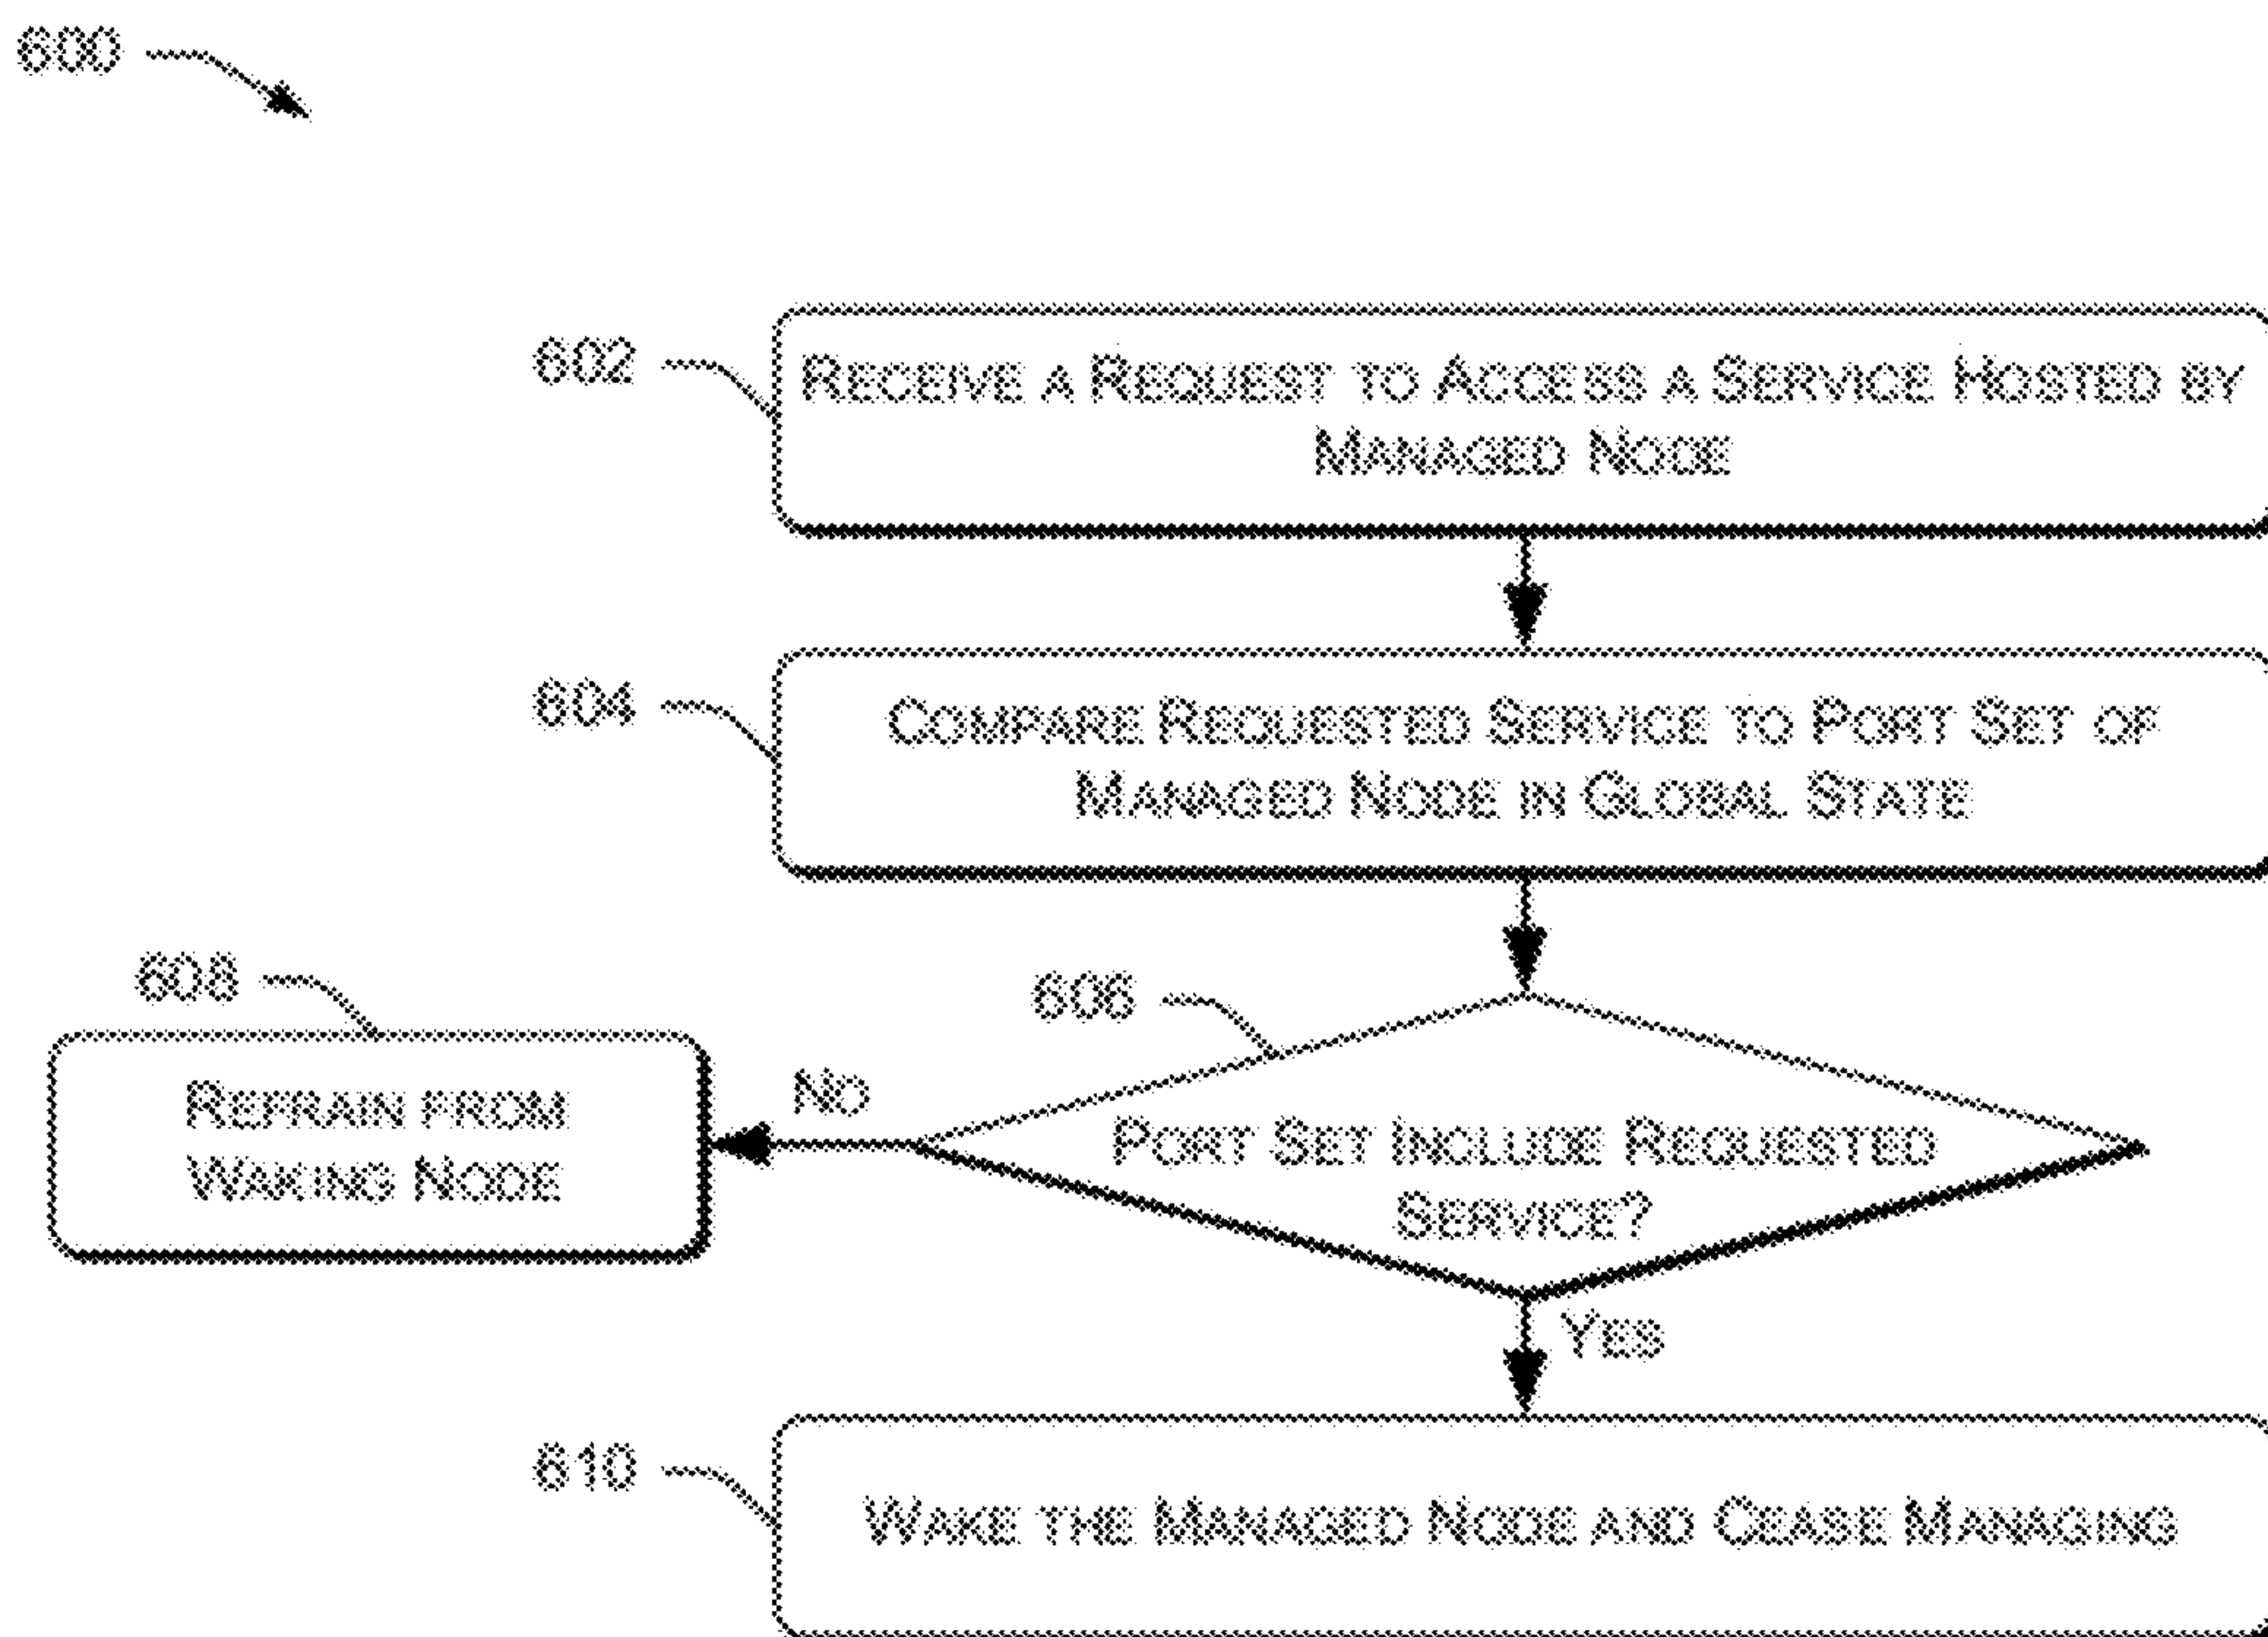 600
602
RECEIVE A REQUEST TO ACCESS A SERVICE HOSTED BY
MANAGED NODE
604
COMPARE REQUESTED SERVICE TO PORT SET OF
MANAGED NODE IN GLOBAL STATE
608
606
REFRAIN FROM
WAKING NODE
NO
PORT SET INCLUDE REQUESTED
SERVICE?
YES
610
WAKE THE MANAGED NODE AND CEASE MANAGING